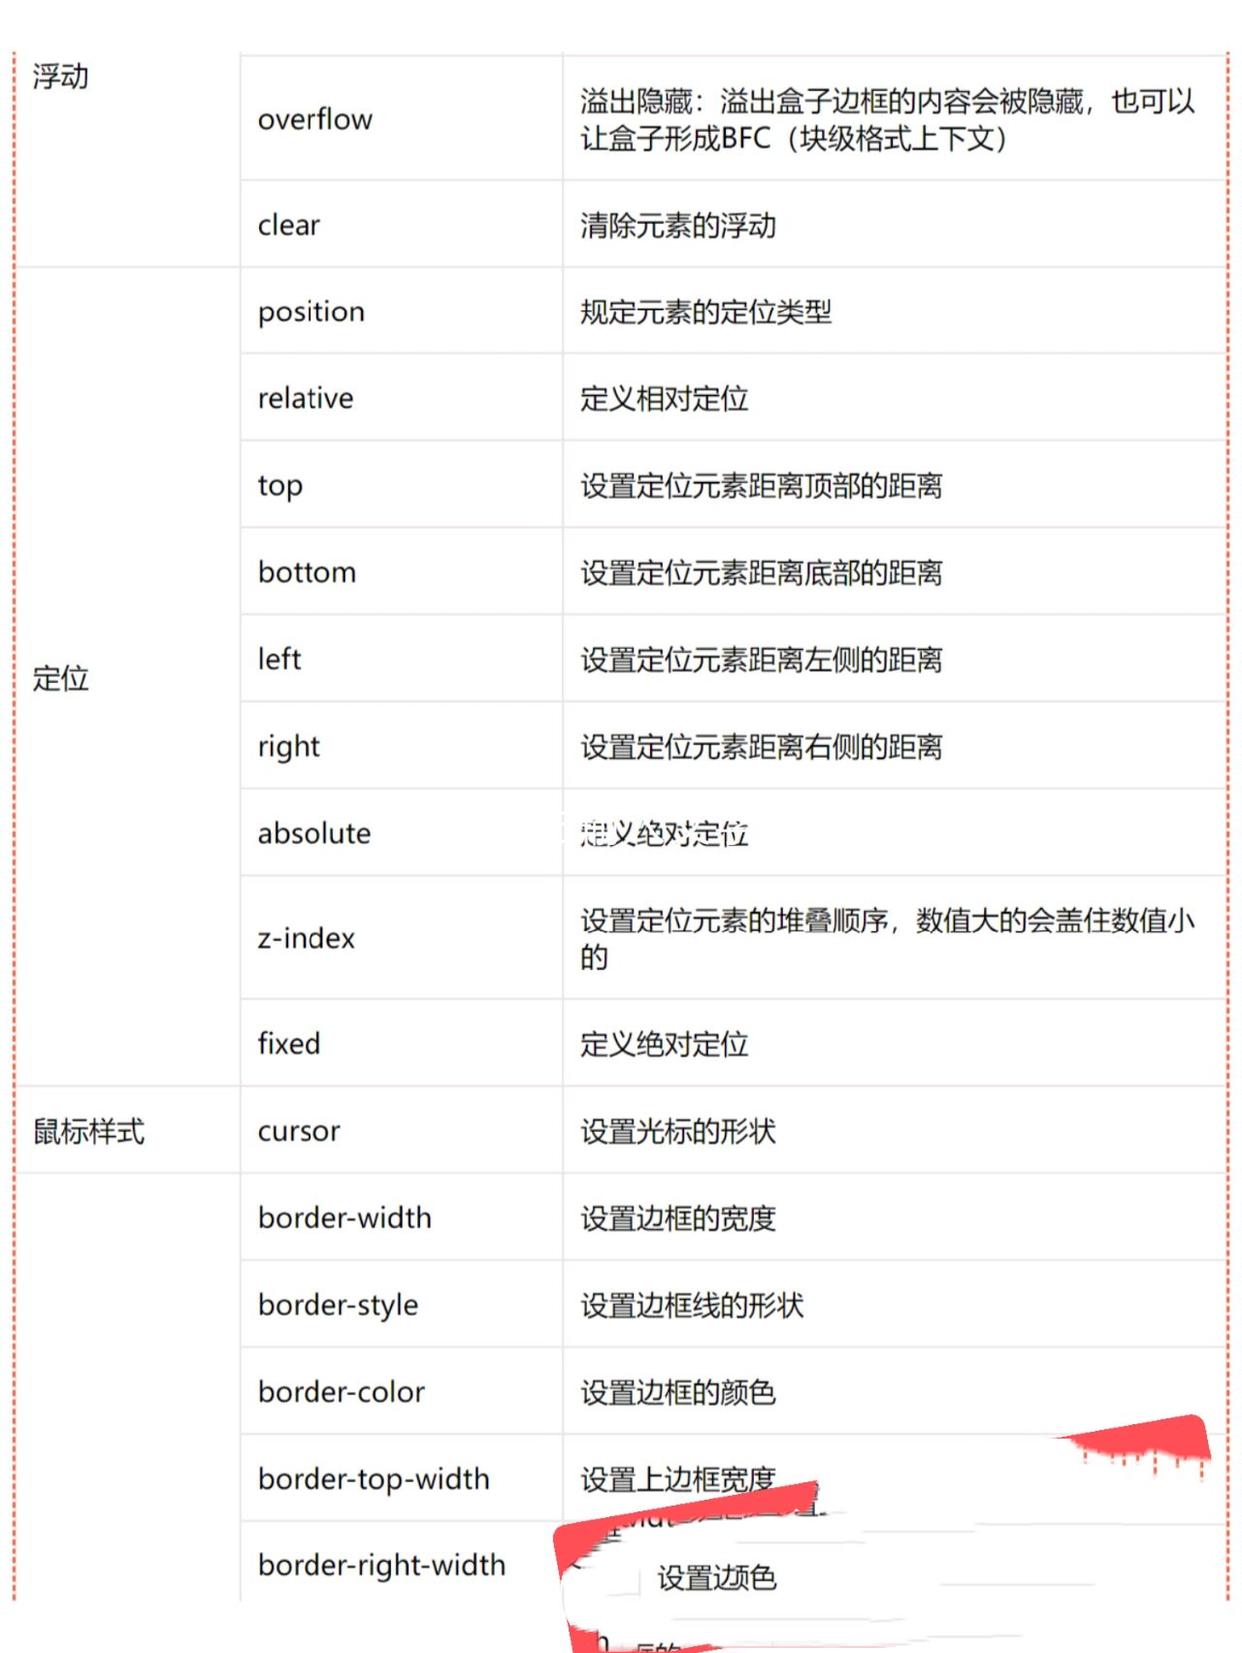 浮动
overflow
溢出隐藏：溢出盒子边框的内容会被隐藏，也可以
让盒子形成BFC（块级格式上下文）
clear
清除元素的浮动
定位
position
规定元素的定位类型
relative
定义相对定位
top
设置定位元素距离顶部的距离
bottom
设置定位元素距离底部的距离
left
设置定位元素距离左侧的距离
right
设置定位元素距离右侧的距离
absolute
定义绝对定位
z-index
设置定位元素的堆叠顺序，数值大的会盖住数值小
的
fixed
定义绝对定位
鼠标样式
cursor
设置光标的形状
border-width
设置边框的宽度
border-style
设置边框线的形状
border-color
设置边框的颜色
border-top-width
设置上边框宽度
border-right-width
设置边